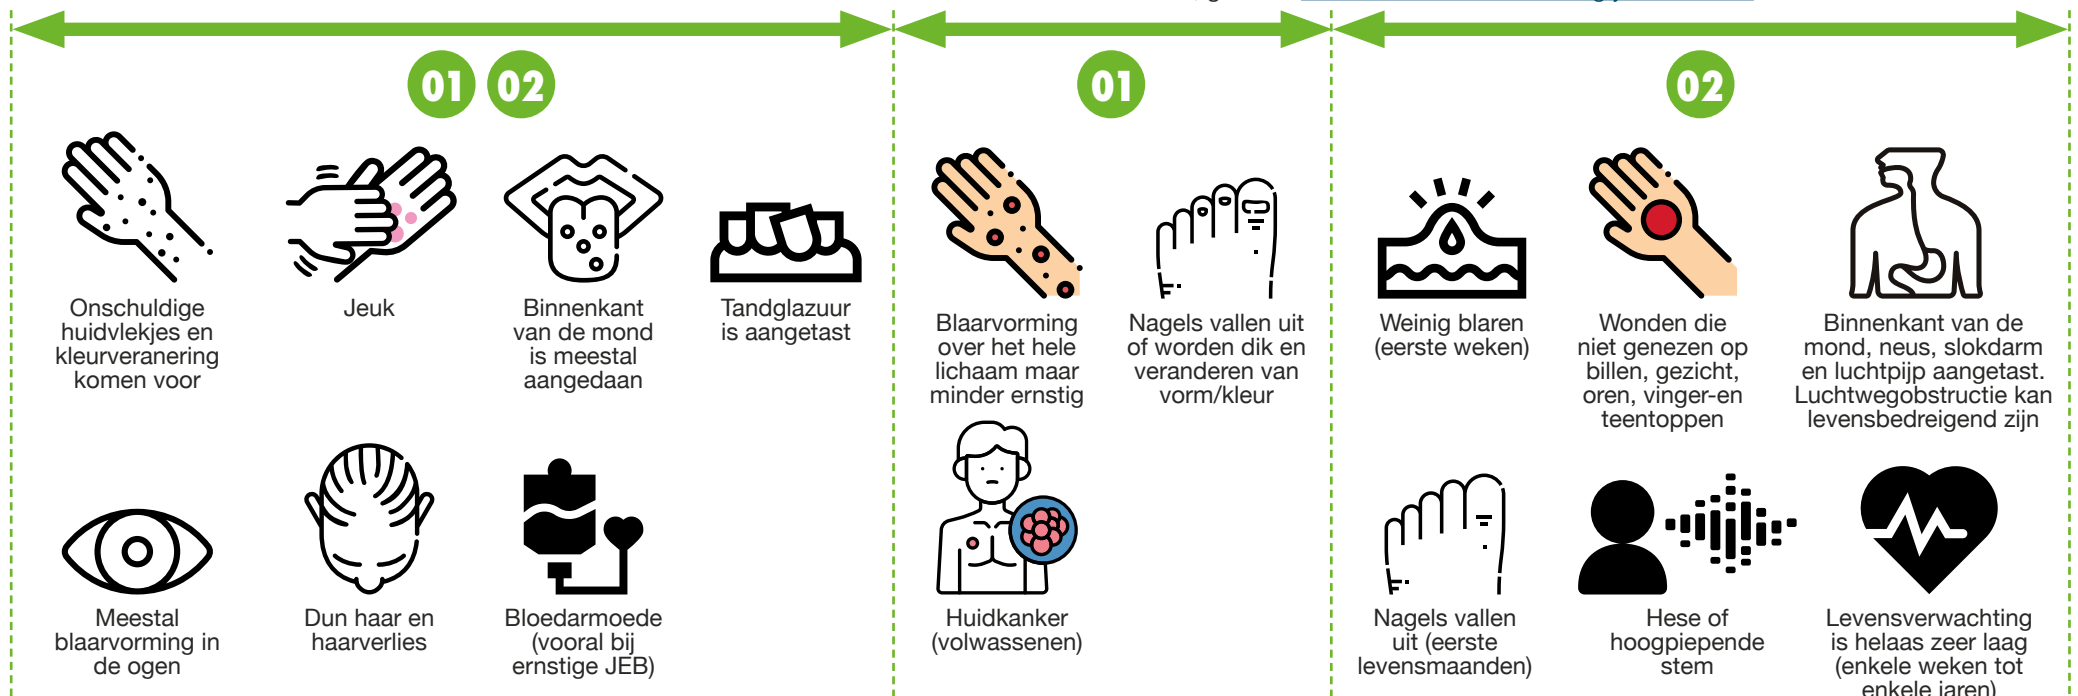 01 02
Onschuldige
huidvlekjes en
kleurveranering
komen voor
Jeuk
Binnenkant
van de mond
is meestal
aangedaan
Tandglazuur
is aangetast
Meestal
blaarvorming in
de ogen
Dun haar en
haarverlies
Bloedarmoede
(vooral bij
ernstige JEB)
01
Blaarvorming
over het hele
lichaam maar
minder ernstig
Nagels vallen uit
of worden dik en
veranderen van
vorm/kleur
Huidkanker
(volwassenen)
02
Weinig blaren
(eerste weken)
Wonden die
niet genezen op
billen, gezicht,
oren, vinger-en
teentoppen
Binnenkant van de
mond, neus, slokdarm
en luchtpijp aangetast.
Luchtwegobstructie kan
levensbedreigend zijn
Nagels vallen
uit (eerste
levensmaanden)
Hese of
hoogpiepende
stem
Levensverwachting
is helaas zeer laag
(enkele weken tot
enkele jaren)